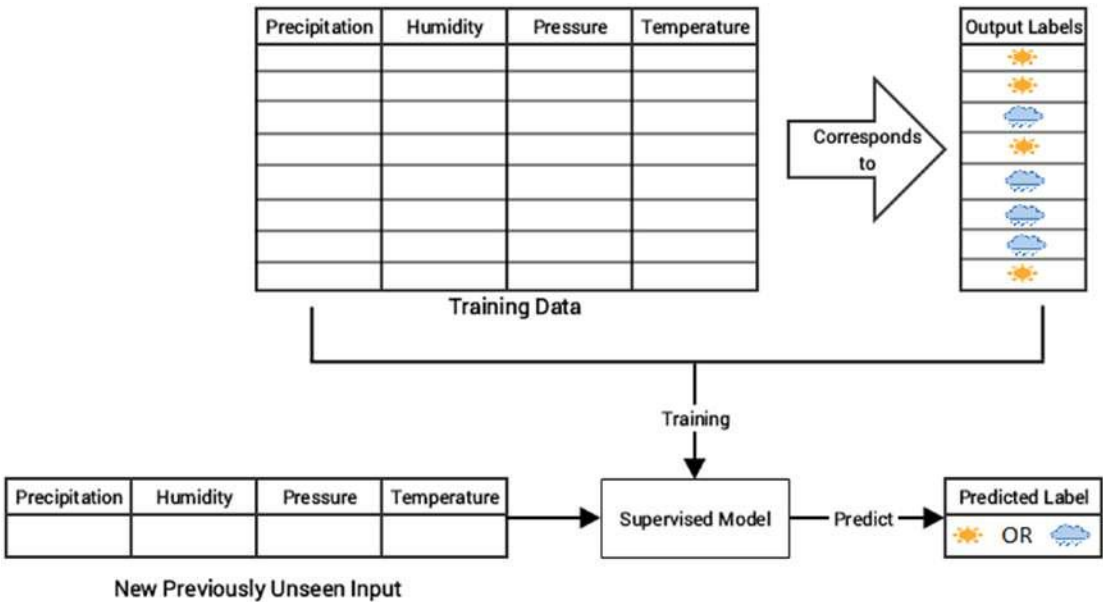 Precipitation Humidity Pressure Temperature
Output Labels
Corresponds
to
Training Data
Training
Precipitation Humidity Pressure Temperature
Supervised Model
Predict
Predicted Label
OR
New Previously Unseen Input